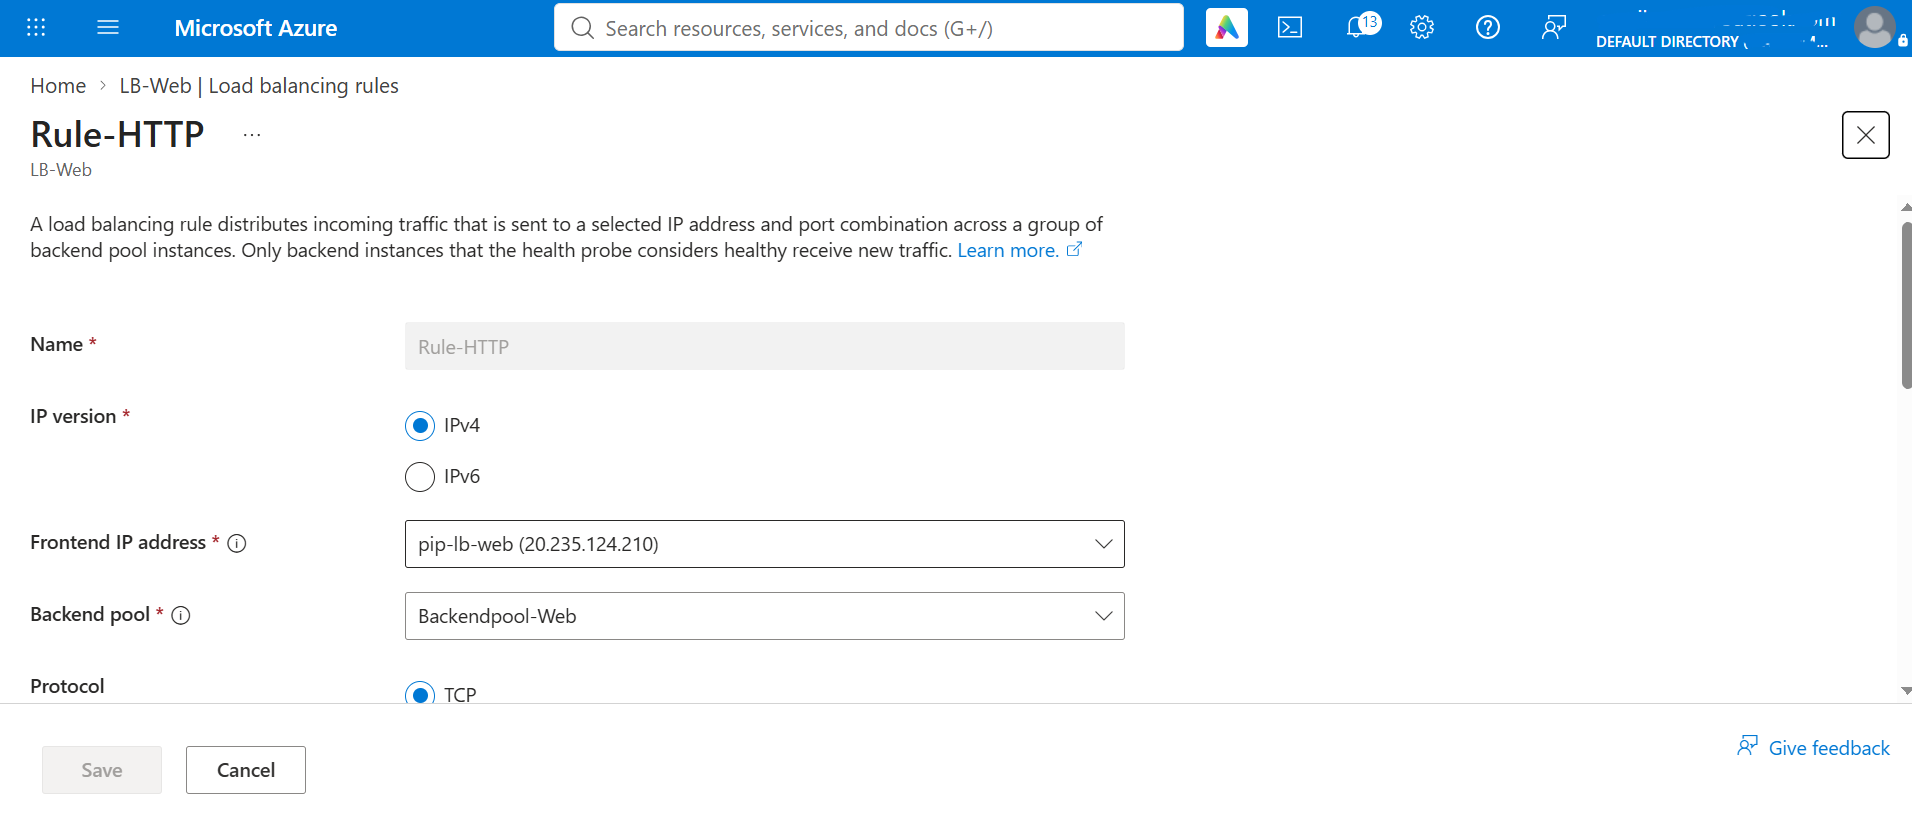 Microsoft Azure
Search resources, services, and docs (G+/)
13
DEFAULT DIRECTORY
Home > LB-Web | Load balancing rules
Rule-HTTP ...
LB-Web
A load balancing rule distributes incoming traffic that is sent to a selected IP address and port combination across a group of
backend pool instances. Only backend instances that the health probe considers healthy receive new traffic. Learn more.
Name *
Rule-HTTP
IP version *
IPv4
IPv6
Frontend IP address *
pip-lb-web (20.235.124.210)
Backend pool *
Backendpool-Web
Protocol
TCP
Save
Cancel
Give feedback